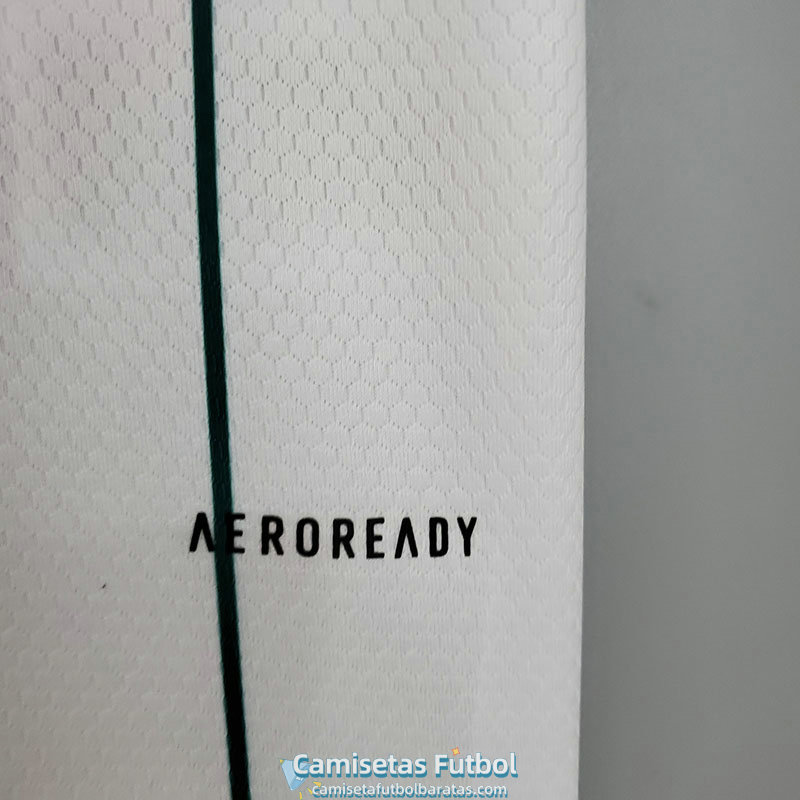 AEROREADY
Camisetas Futbol
camisetafutbolbaratas.com